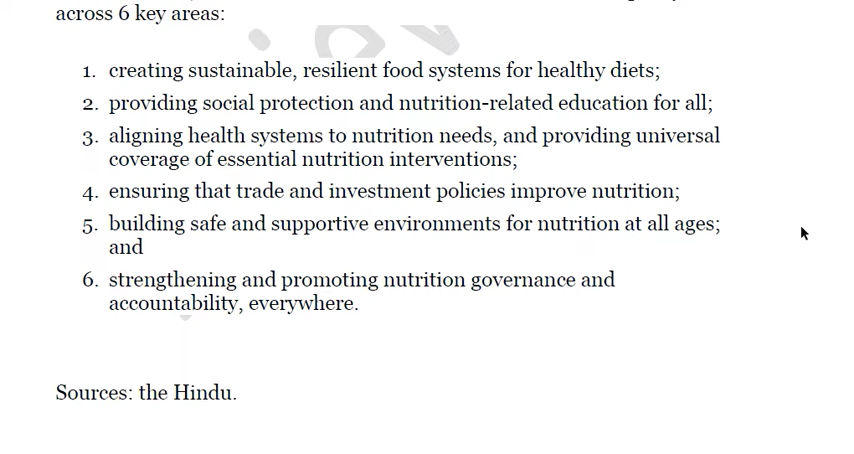 across 6 key areas:
1. creating sustainable, resilient food systems for healthy diets;
2. providing social protection and nutrition-related education for all;
3. aligning health systems to nutrition needs, and providing universal
coverage of essential nutrition interventions;
4. ensuring that trade and investment policies improve nutrition;
5. building safe and supportive environments for nutrition at all ages;
and
6. strengthening and promoting nutrition governance and
accountability, everywhere.
Sources: the Hindu.